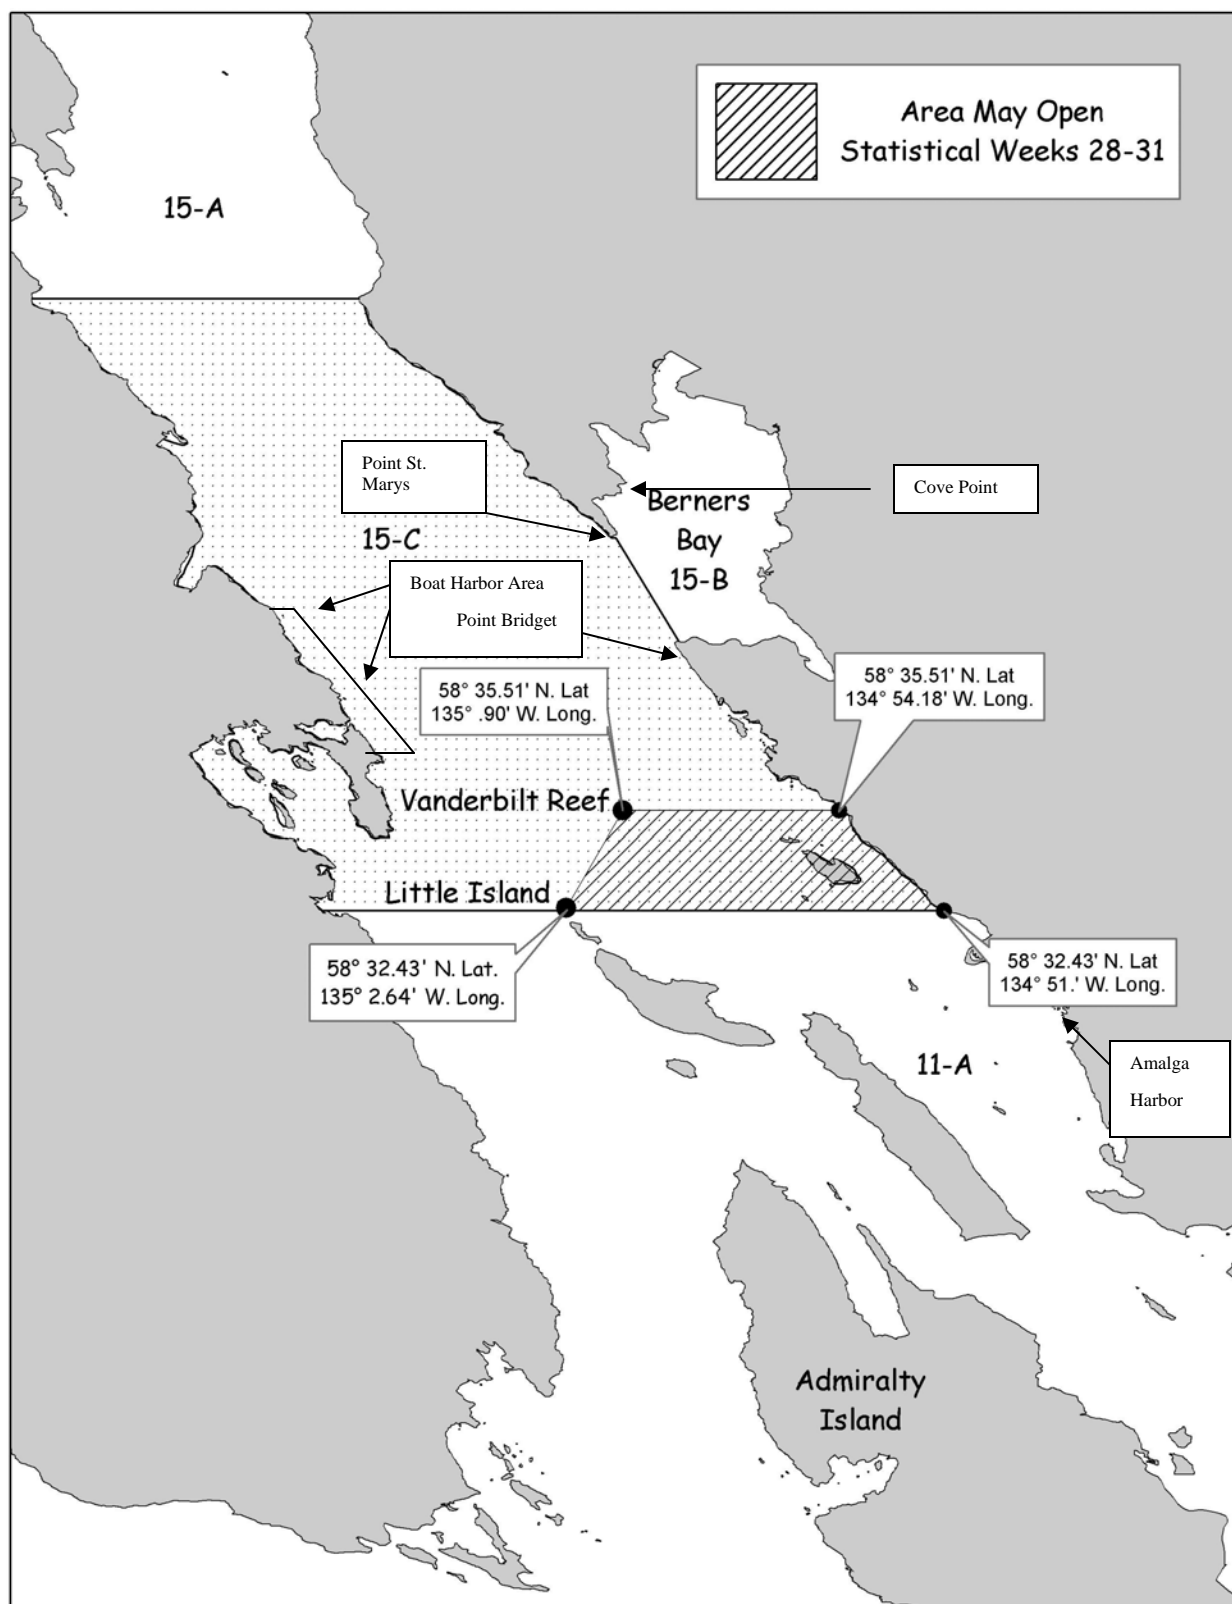 Area May Open
Statistical Weeks 28-31
15-A
Point St.
Marys
Cove Point
Berners
Bay
15-B
15-C
Boat Harbor Area
Point Bridget
58° 35.51' N. Lat
135° .90' W. Long.
58° 35.51' N. Lat
134° 54.18' W. Long.
Vanderbilt Reef
Little Island
58° 32.43' N. Lat.
135° 2.64' W. Long.
58° 32.43' N. Lat
134° 51.' W. Long.
11-A
Amalga
Harbor
Admiralty
Island